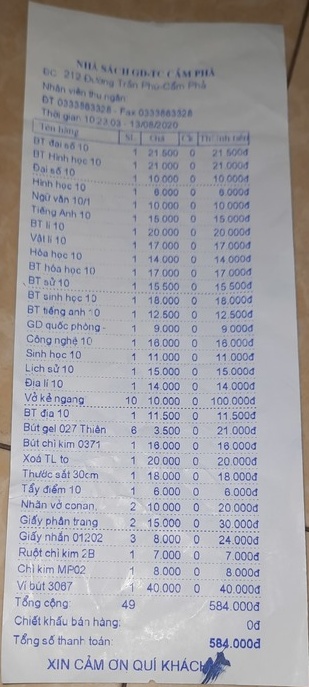 NHÀ SÁCH GD-TC CẨM PHẢ
ĐC: 212 Đường Trần Phú-Cẩm Phả
Nhân viên thu ngân
ĐT 0333863328 - Fax 0333863328
Thời gian 10:23:03 - 13/08/2020
Tên hàng SL Giá Ck Thành tiền
BT đại số 10 1 21.500 0 21.500đ
BT Hình học 10 1 21.000 0 21.000đ
Đại số 10 1 10.000 0 10.000đ
Hình học 10 1 6.000 0 6.000đ
Ngữ văn 10/1 1 10.000 0 10.000đ
Tiếng Anh 10 1 15.000 0 15.000đ
BT lí 10 1 20.000 0 20.000đ
Vật lí 10 1 17.000 0 17.000đ
Hóa học 10 1 14.000 0 14.000đ
BT hóa học 10 1 17.000 0 17.000đ
BT sử 10 1 15.500 0 15.500đ
BT sinh học 10 1 18.000 0 18.000đ
BT tiếng anh 10 1 12.500 0 12.500đ
GD quốc phòng - 1 9.000 0 9.000đ
Công nghệ 10 1 16.000 0 16.000đ
Sinh học 10 1 11.000 0 11.000đ
Lịch sử 10 1 15.000 0 15.000đ
Địa lí 10 1 14.000 0 14.000đ
Vở kẻ ngang 10 10.000 0 100.000đ
BT địa 10 1 11.500 0 11.500đ
Bút gel 027 Thiên 6 3.500 0 21.000đ
Bút chì kim 0371 1 16.000 0 16.000đ
Xoá TL to 1 20.000 0 20.000đ
Thước sắt 30cm 1 18.000 0 18.000đ
Tẩy điểm 10 1 6.000 0 6.000đ
Nhãn vở conan 2 10.000 0 20.000đ
Giấy phân trang 2 15.000 0 30.000đ
Giấy nhắn 01202 3 8.000 0 24.000đ
Ruột chì kim 2B 1 7.000 0 7.000đ
Chì kim MP02 1 8.000 0 8.000đ
Ví bút 3067 1 40.000 0 40.000đ
Tổng cộng: 49 584.000đ
Chiết khấu bán hàng: 0đ
Tổng số thanh toán: 584.000đ
XIN CẢM ƠN QUÍ KHÁCH